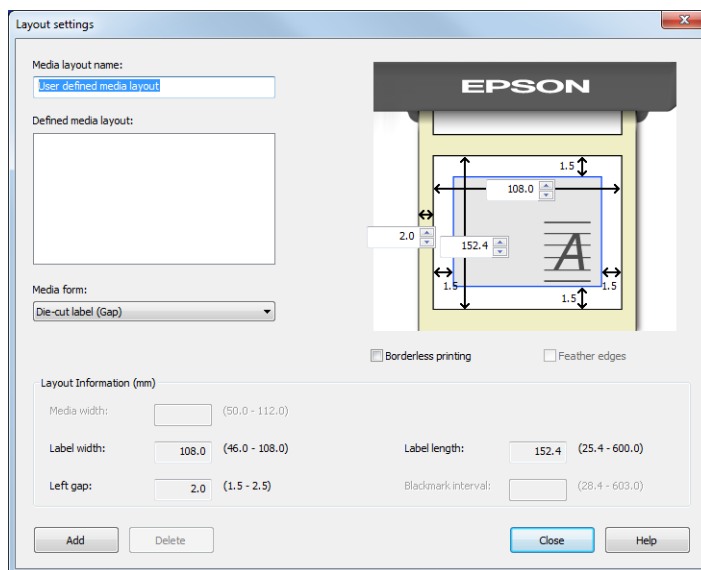 Layout settings
Media layout name:
User defined media layout
Defined media layout:
Media form:
Die-cut label (Gap)
EPSON
1.5
108.0
2.0
152.4
A
1.5
1.5
1.5
Borderless printing
Feather edges
Layout Information (mm)
Media width:
(50.0 - 112.0)
Label width:
108.0
(46.0 - 108.0)
Label length:
152.4
(25.4 - 600.0)
Left gap:
2.0
(1.5 - 2.5)
Blackmark interval:
(28.4 - 603.0)
Add
Delete
Close
Help